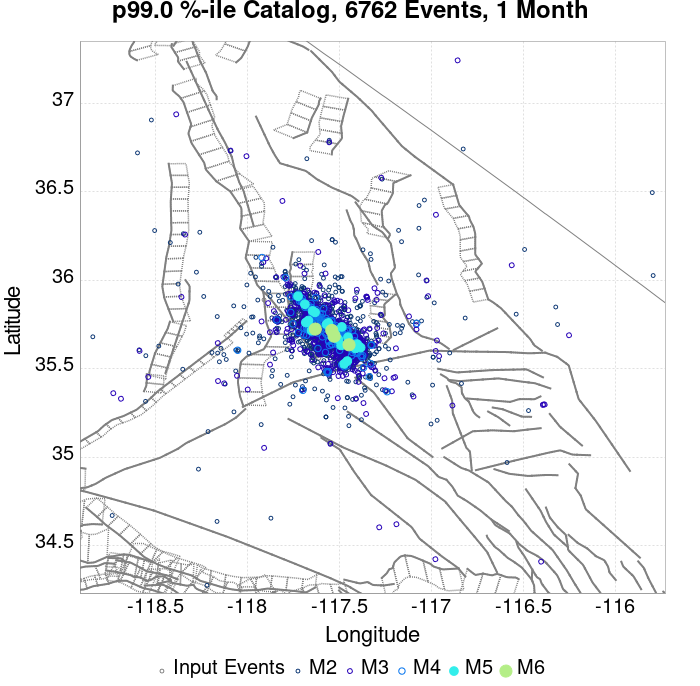 p99.0 %-ile Catalog, 6762 Events, 1 Month
37
36.5
36
35.5
35
34.5
Latitude
-118.5 -118 -117.5 -117 -116.5 -116
Longitude
Input Events M2 M3 M4 M5 M6